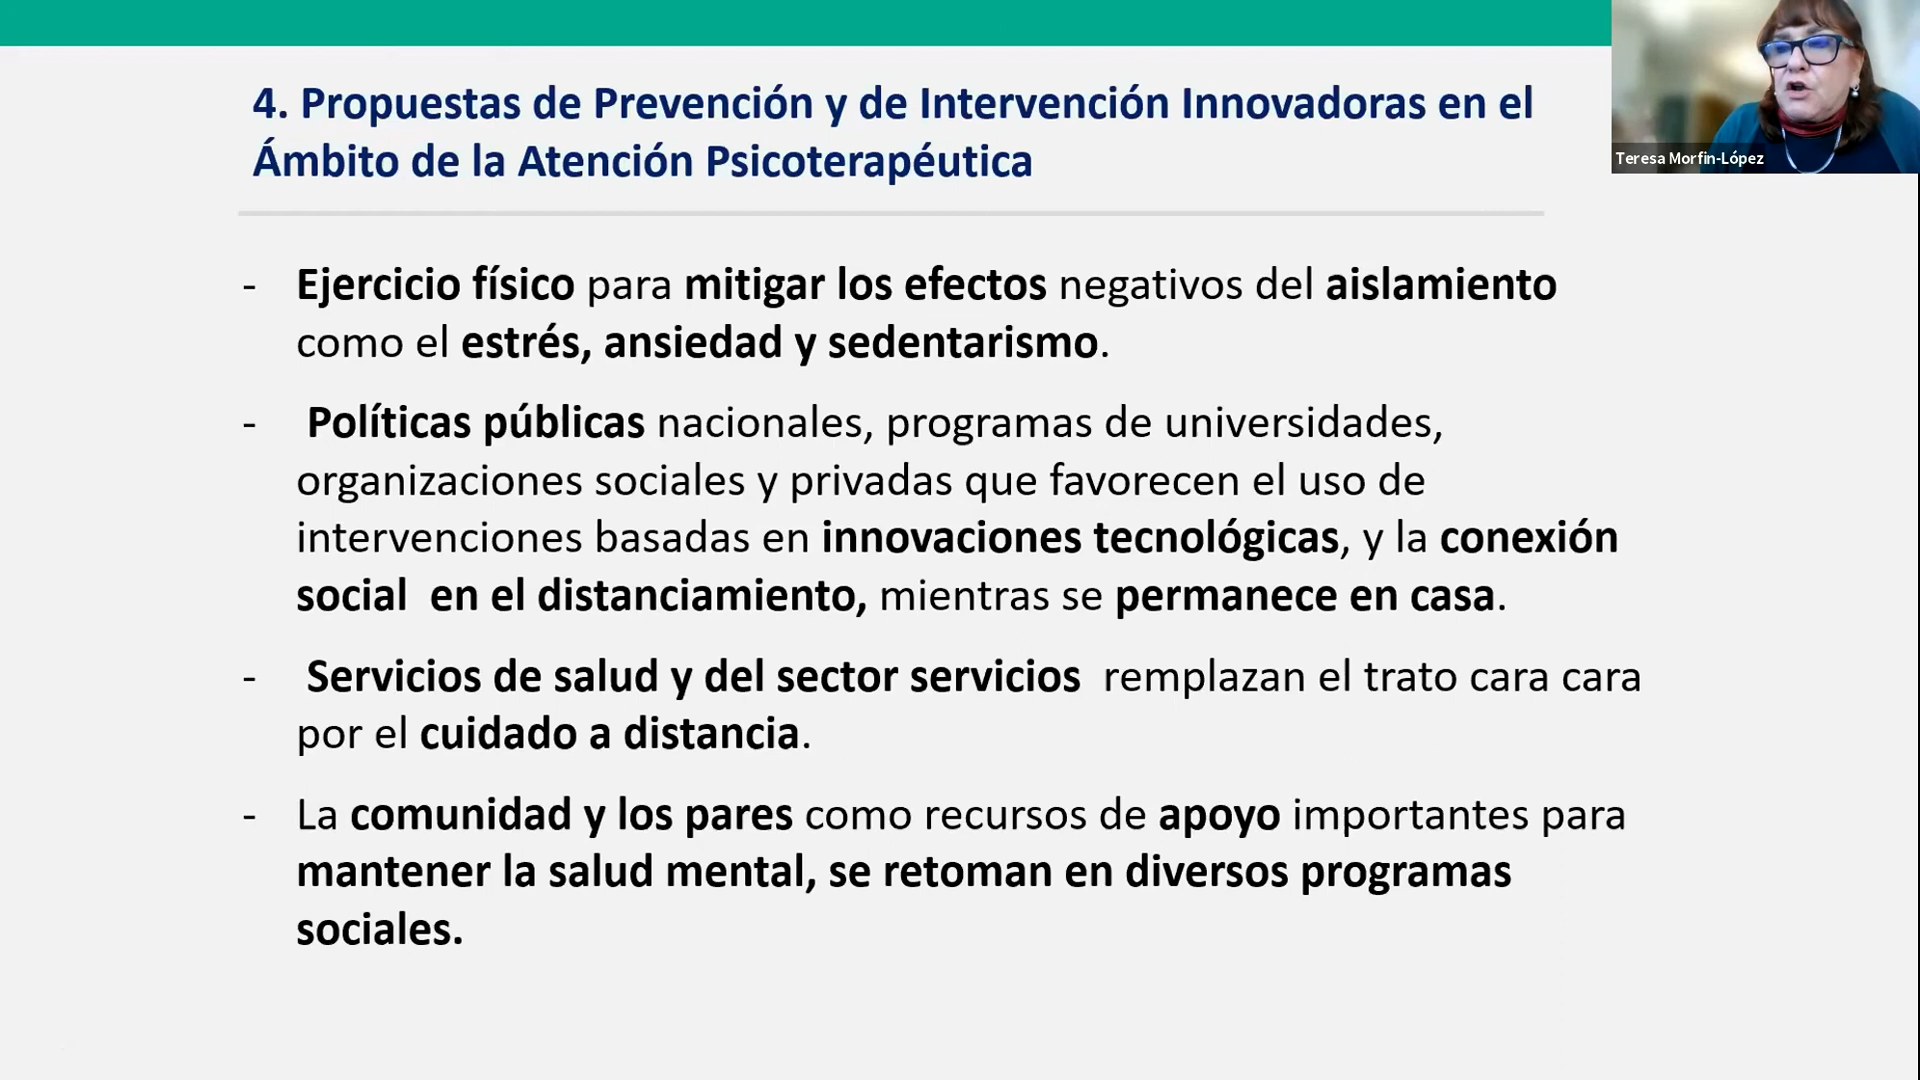 4. Propuestas de Prevención y de Intervención Innovadoras en el
Ámbito de la Atención Psicoterapéutica
Teresa Morfin-López
- Ejercicio físico para mitigar los efectos negativos del aislamiento
como el estrés, ansiedad y sedentarismo.
- Políticas públicas nacionales, programas de universidades,
organizaciones sociales y privadas que favorecen el uso de
intervenciones basadas en innovaciones tecnológicas, y la conexión
social en el distanciamiento, mientras se permanece en casa.
- Servicios de salud y del sector servicios remplazan el trato cara cara
por el cuidado a distancia.
- La comunidad y los pares como recursos de apoyo importantes para
mantener la salud mental, se retoman en diversos programas
sociales.